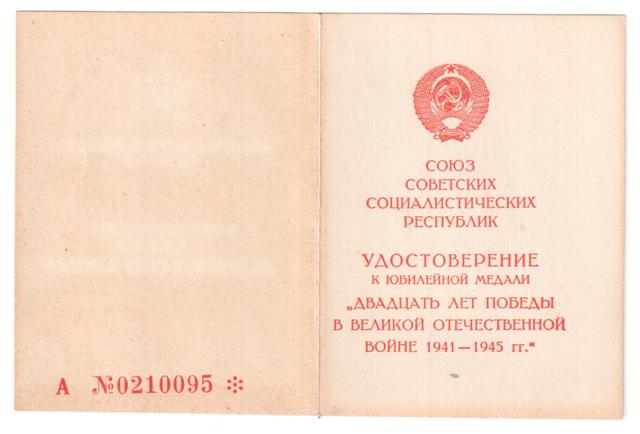 А №0210095 ❊
СОЮЗ
СОВЕТСКИХ
СОЦИАЛИСТИЧЕСКИХ
РЕСПУБЛИК
УДОСТОВЕРЕНИЕ
К ЮБИЛЕЙНОЙ МЕДАЛИ
„ДВАДЦАТЬ ЛЕТ ПОБЕДЫ
В ВЕЛИКОЙ ОТЕЧЕСТВЕННОЙ
ВОЙНЕ 1941—1945 гг.“